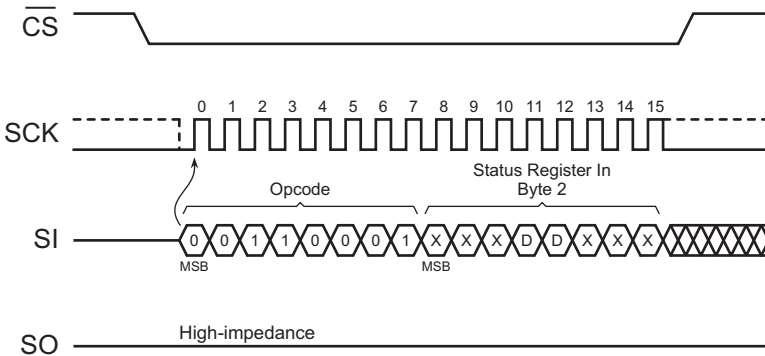 CS
0 1 2 3 4 5 6 7 8 9 10 11 12 13 14 15
SCK
Status Register In
Opcode Byte 2
SI 0 0 1 1 0 0 0 1 X X X D D X X X
MSB MSB
High-impedance
SO